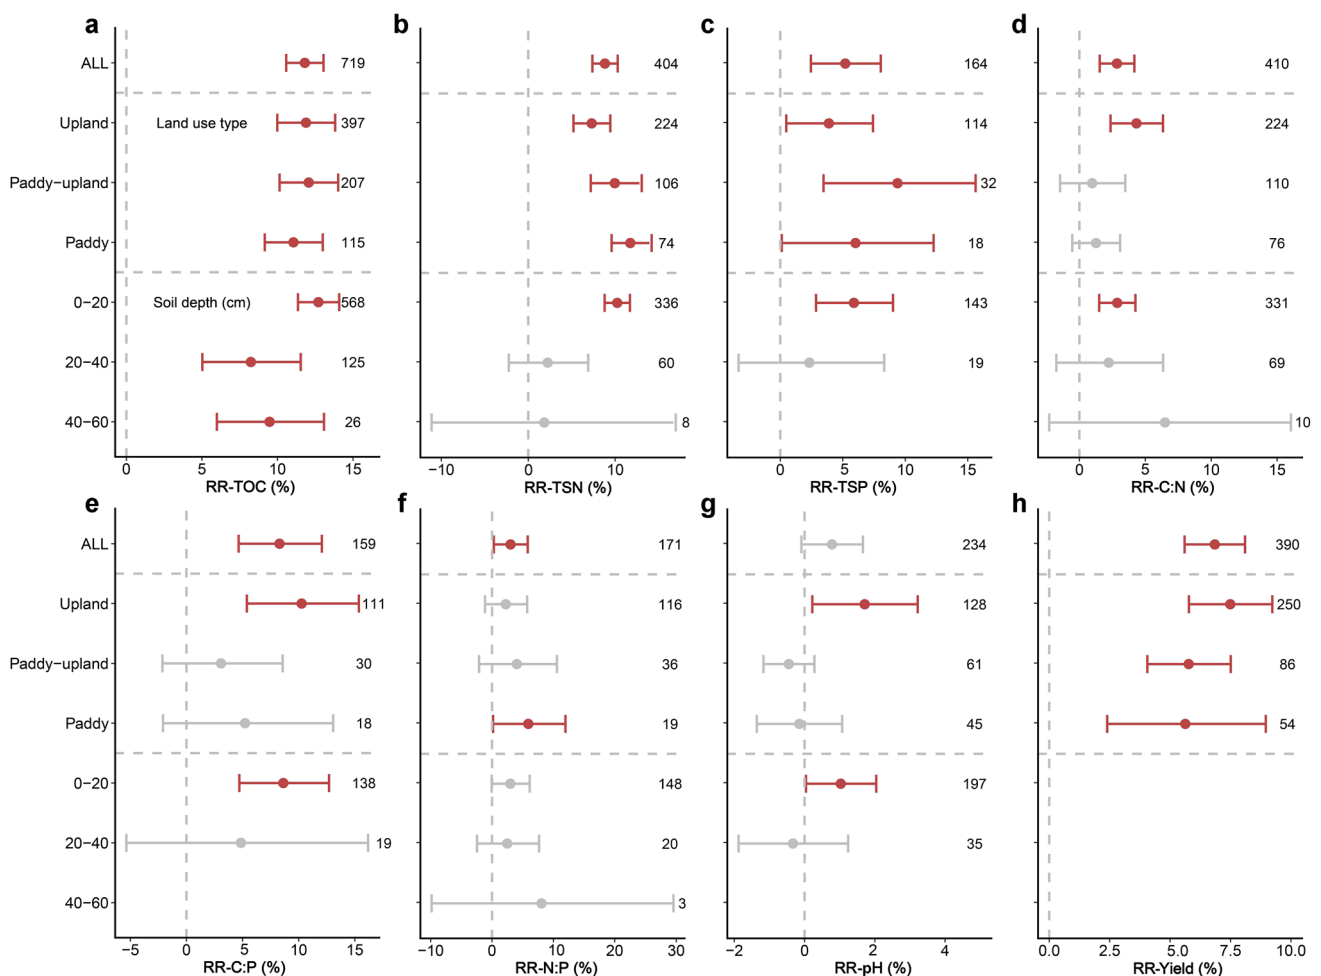 a b c d
ALL 719 404 164 410
Upland Land use type 397 224 114 224
Paddy−upland 207 106 32 110
Paddy 115 74 18 76
0−20 Soil depth (cm) 568 336 143 331
20−40 125 60 19 69
40−60 26 8 10
0 5 10 15 −10 0 10 0 5 10 15 0 5 10 15
RR-TOC (%) RR-TSN (%) RR-TSP (%) RR-C:N (%)
e f g h
ALL 159 171 234 390
Upland 111 116 128 250
Paddy−upland 30 36 61 86
Paddy 18 19 45 54
0−20 138 148 197
20−40 19 20 35
40−60 3
−5 0 5 10 15 −10 0 10 20 30 −2 0 2 4 0.0 2.5 5.0 7.5 10.0
RR-C:P (%) RR-N:P (%) RR-pH (%) RR-Yield (%)